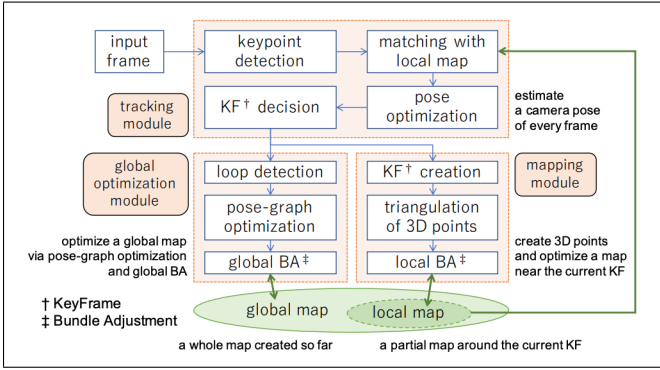 input
frame
keypoint
detection
matching with
local map
tracking
module
KF† decision
pose
optimization
estimate
a camera pose
of every frame
global
optimization
module
loop detection
KF† creation
mapping
module
pose-graph
optimization
triangulation
of 3D points
optimize a global map
via pose-graph optimization
and global BA
global BA‡
local BA‡
create 3D points
and optimize a map
near the current KF
† KeyFrame
‡ Bundle Adjustment
global map
local map
a whole map created so far
a partial map around the current KF